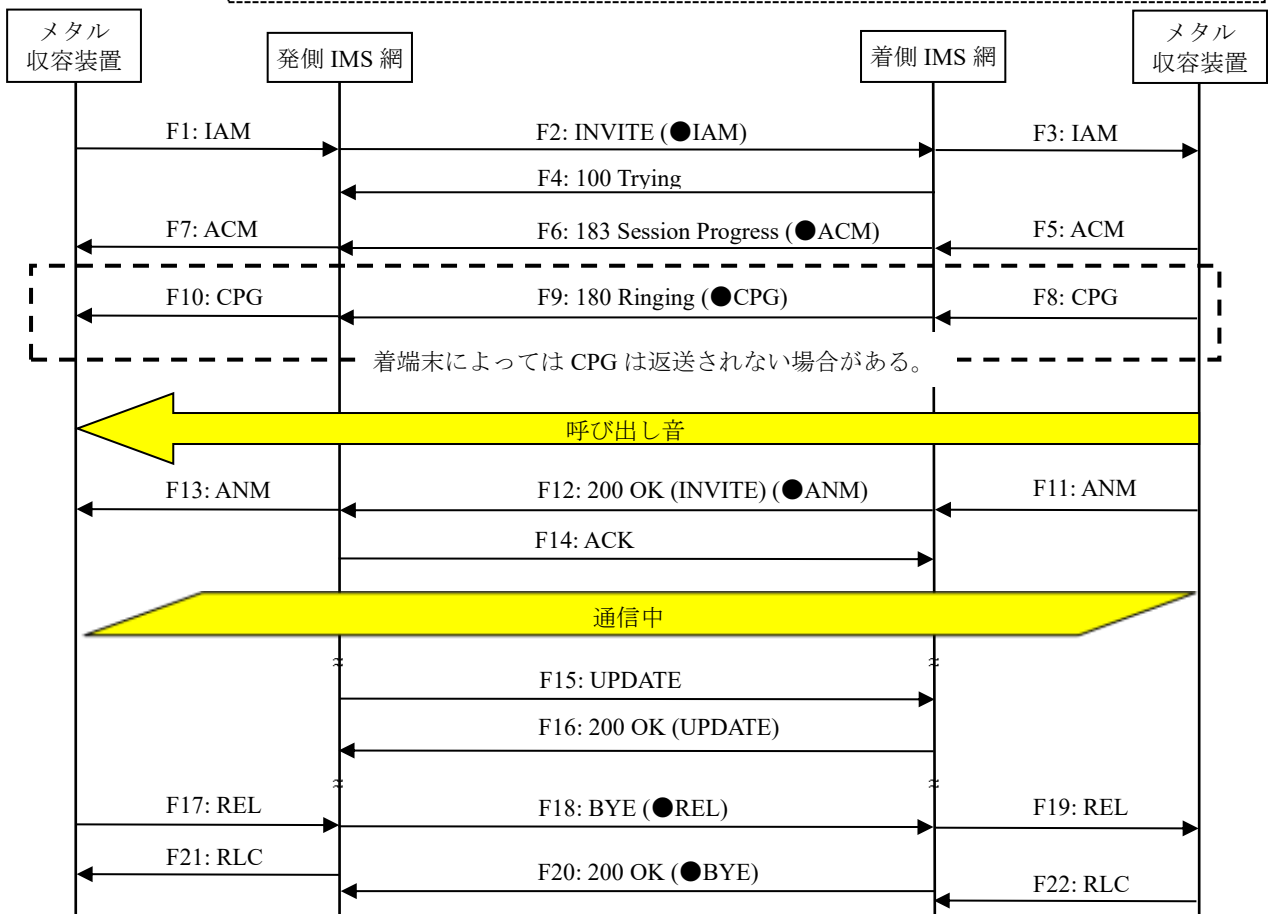 メタル
収容装置
発側 IMS 網
着側 IMS 網
メタル
収容装置
F1: IAM
F2: INVITE (●IAM)
F3: IAM
F4: 100 Trying
F7: ACM
F6: 183 Session Progress (●ACM)
F5: ACM
F10: CPG
F9: 180 Ringing (●CPG)
F8: CPG
着端末によっては CPG は返送されない場合がある。
呼び出し音
F13: ANM
F12: 200 OK (INVITE) (●ANM)
F11: ANM
F14: ACK
通信中
≈
≈
F15: UPDATE
F16: 200 OK (UPDATE)
≈
≈
F17: REL
F18: BYE (●REL)
F19: REL
F21: RLC
F20: 200 OK (●BYE)
F22: RLC